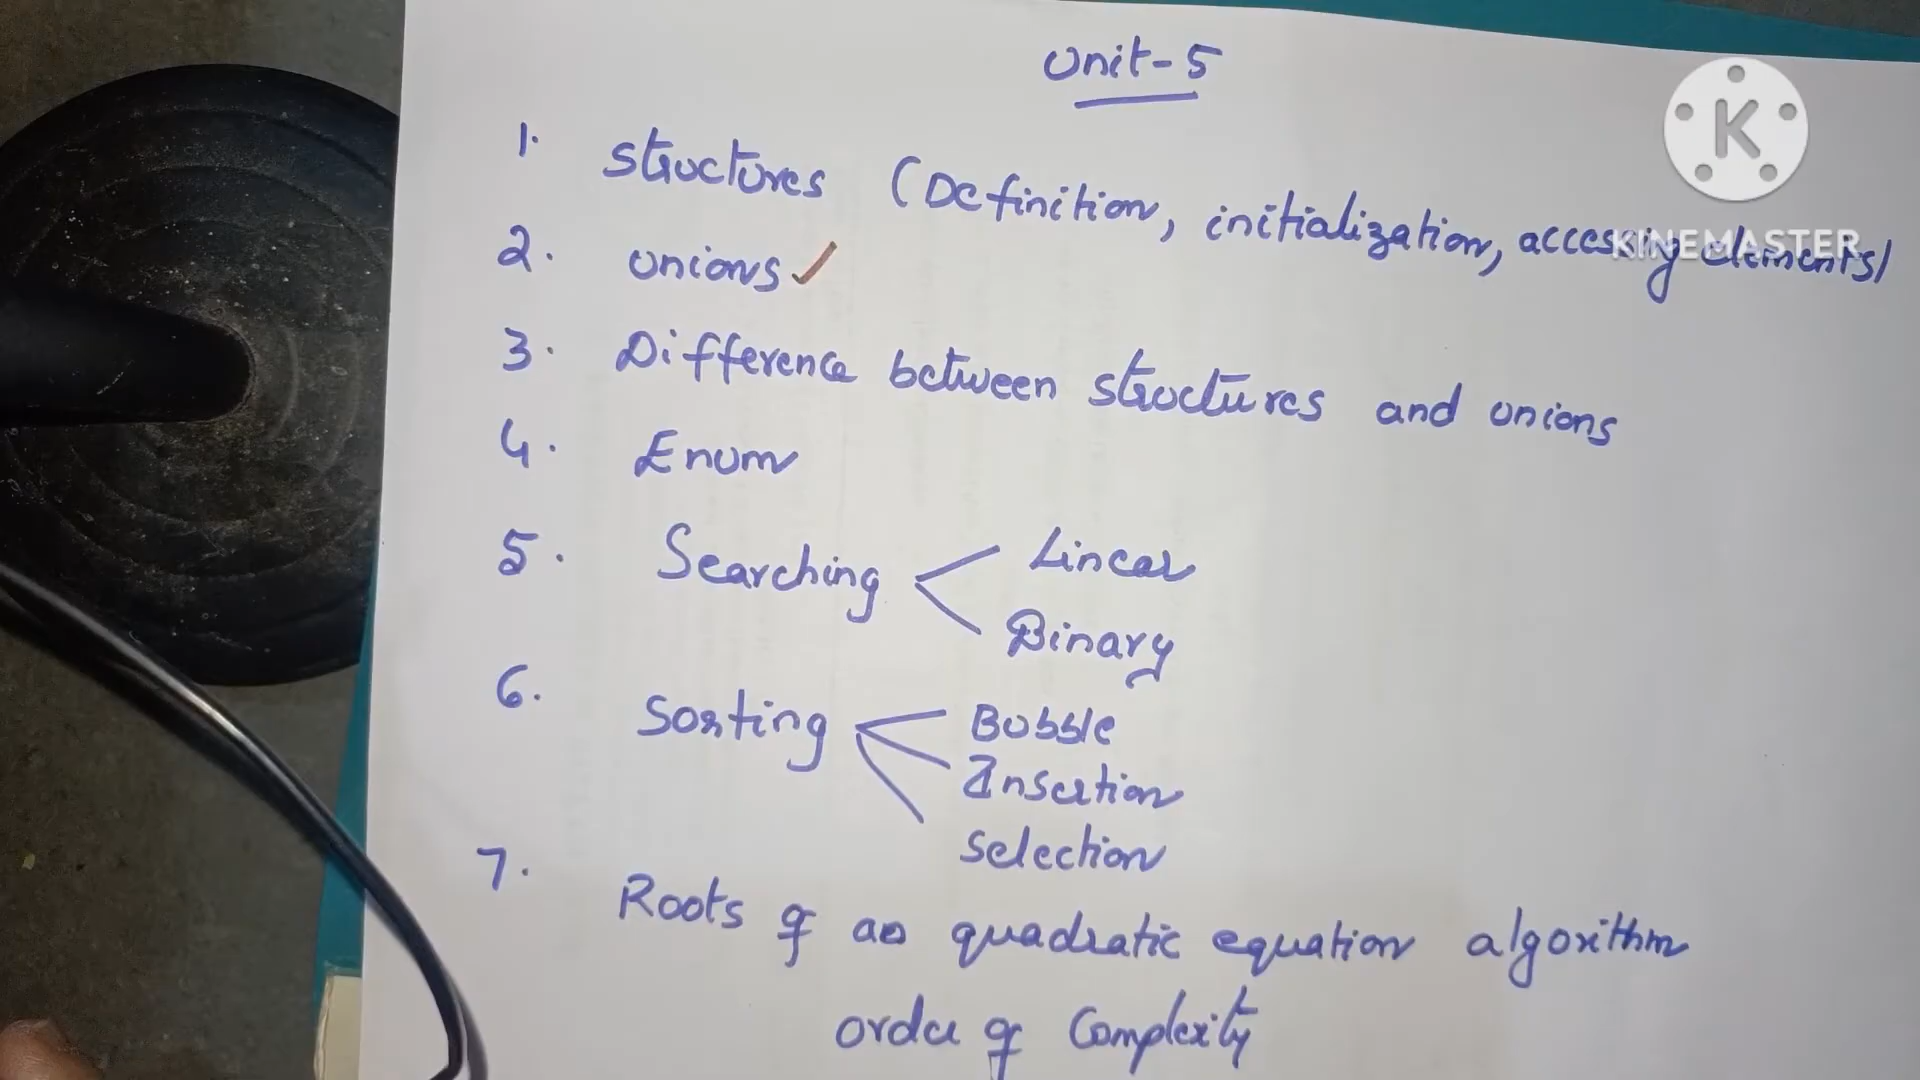 Unit-5
1. Structures (Definition, initialization, accessing elements)
2. unions ✓
3. Difference between structures and unions
4. Enum
5. Searching
Linear
Binary
6. Sorting
Bubble
Insertion
Selection
7. Roots of a quadratic equation algorithm
order of Complexity
K
KINEMASTER